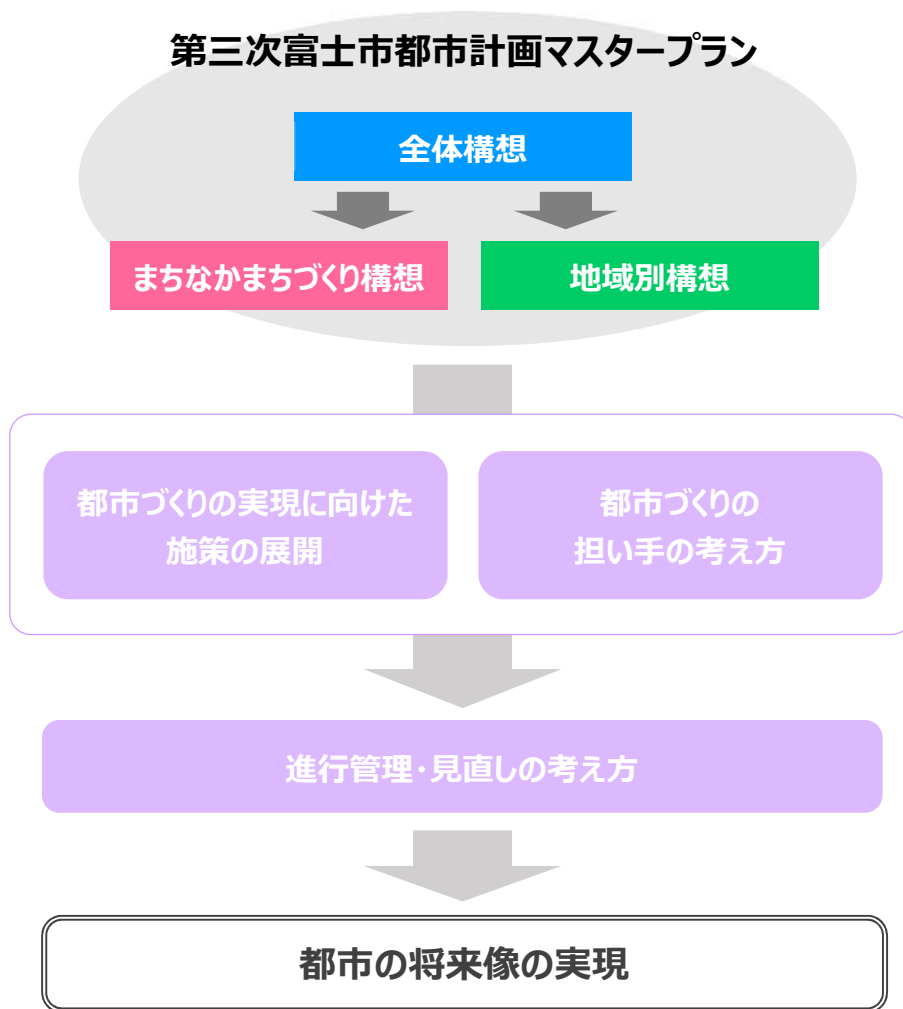 第三次富士市都市計画マスタープラン
全体構想
まちなかまちづくり構想
地域別構想
都市づくりの実現に向けた
施策の展開
都市づくりの
担い手の考え方
進行管理・見直しの考え方
都市の将来像の実現